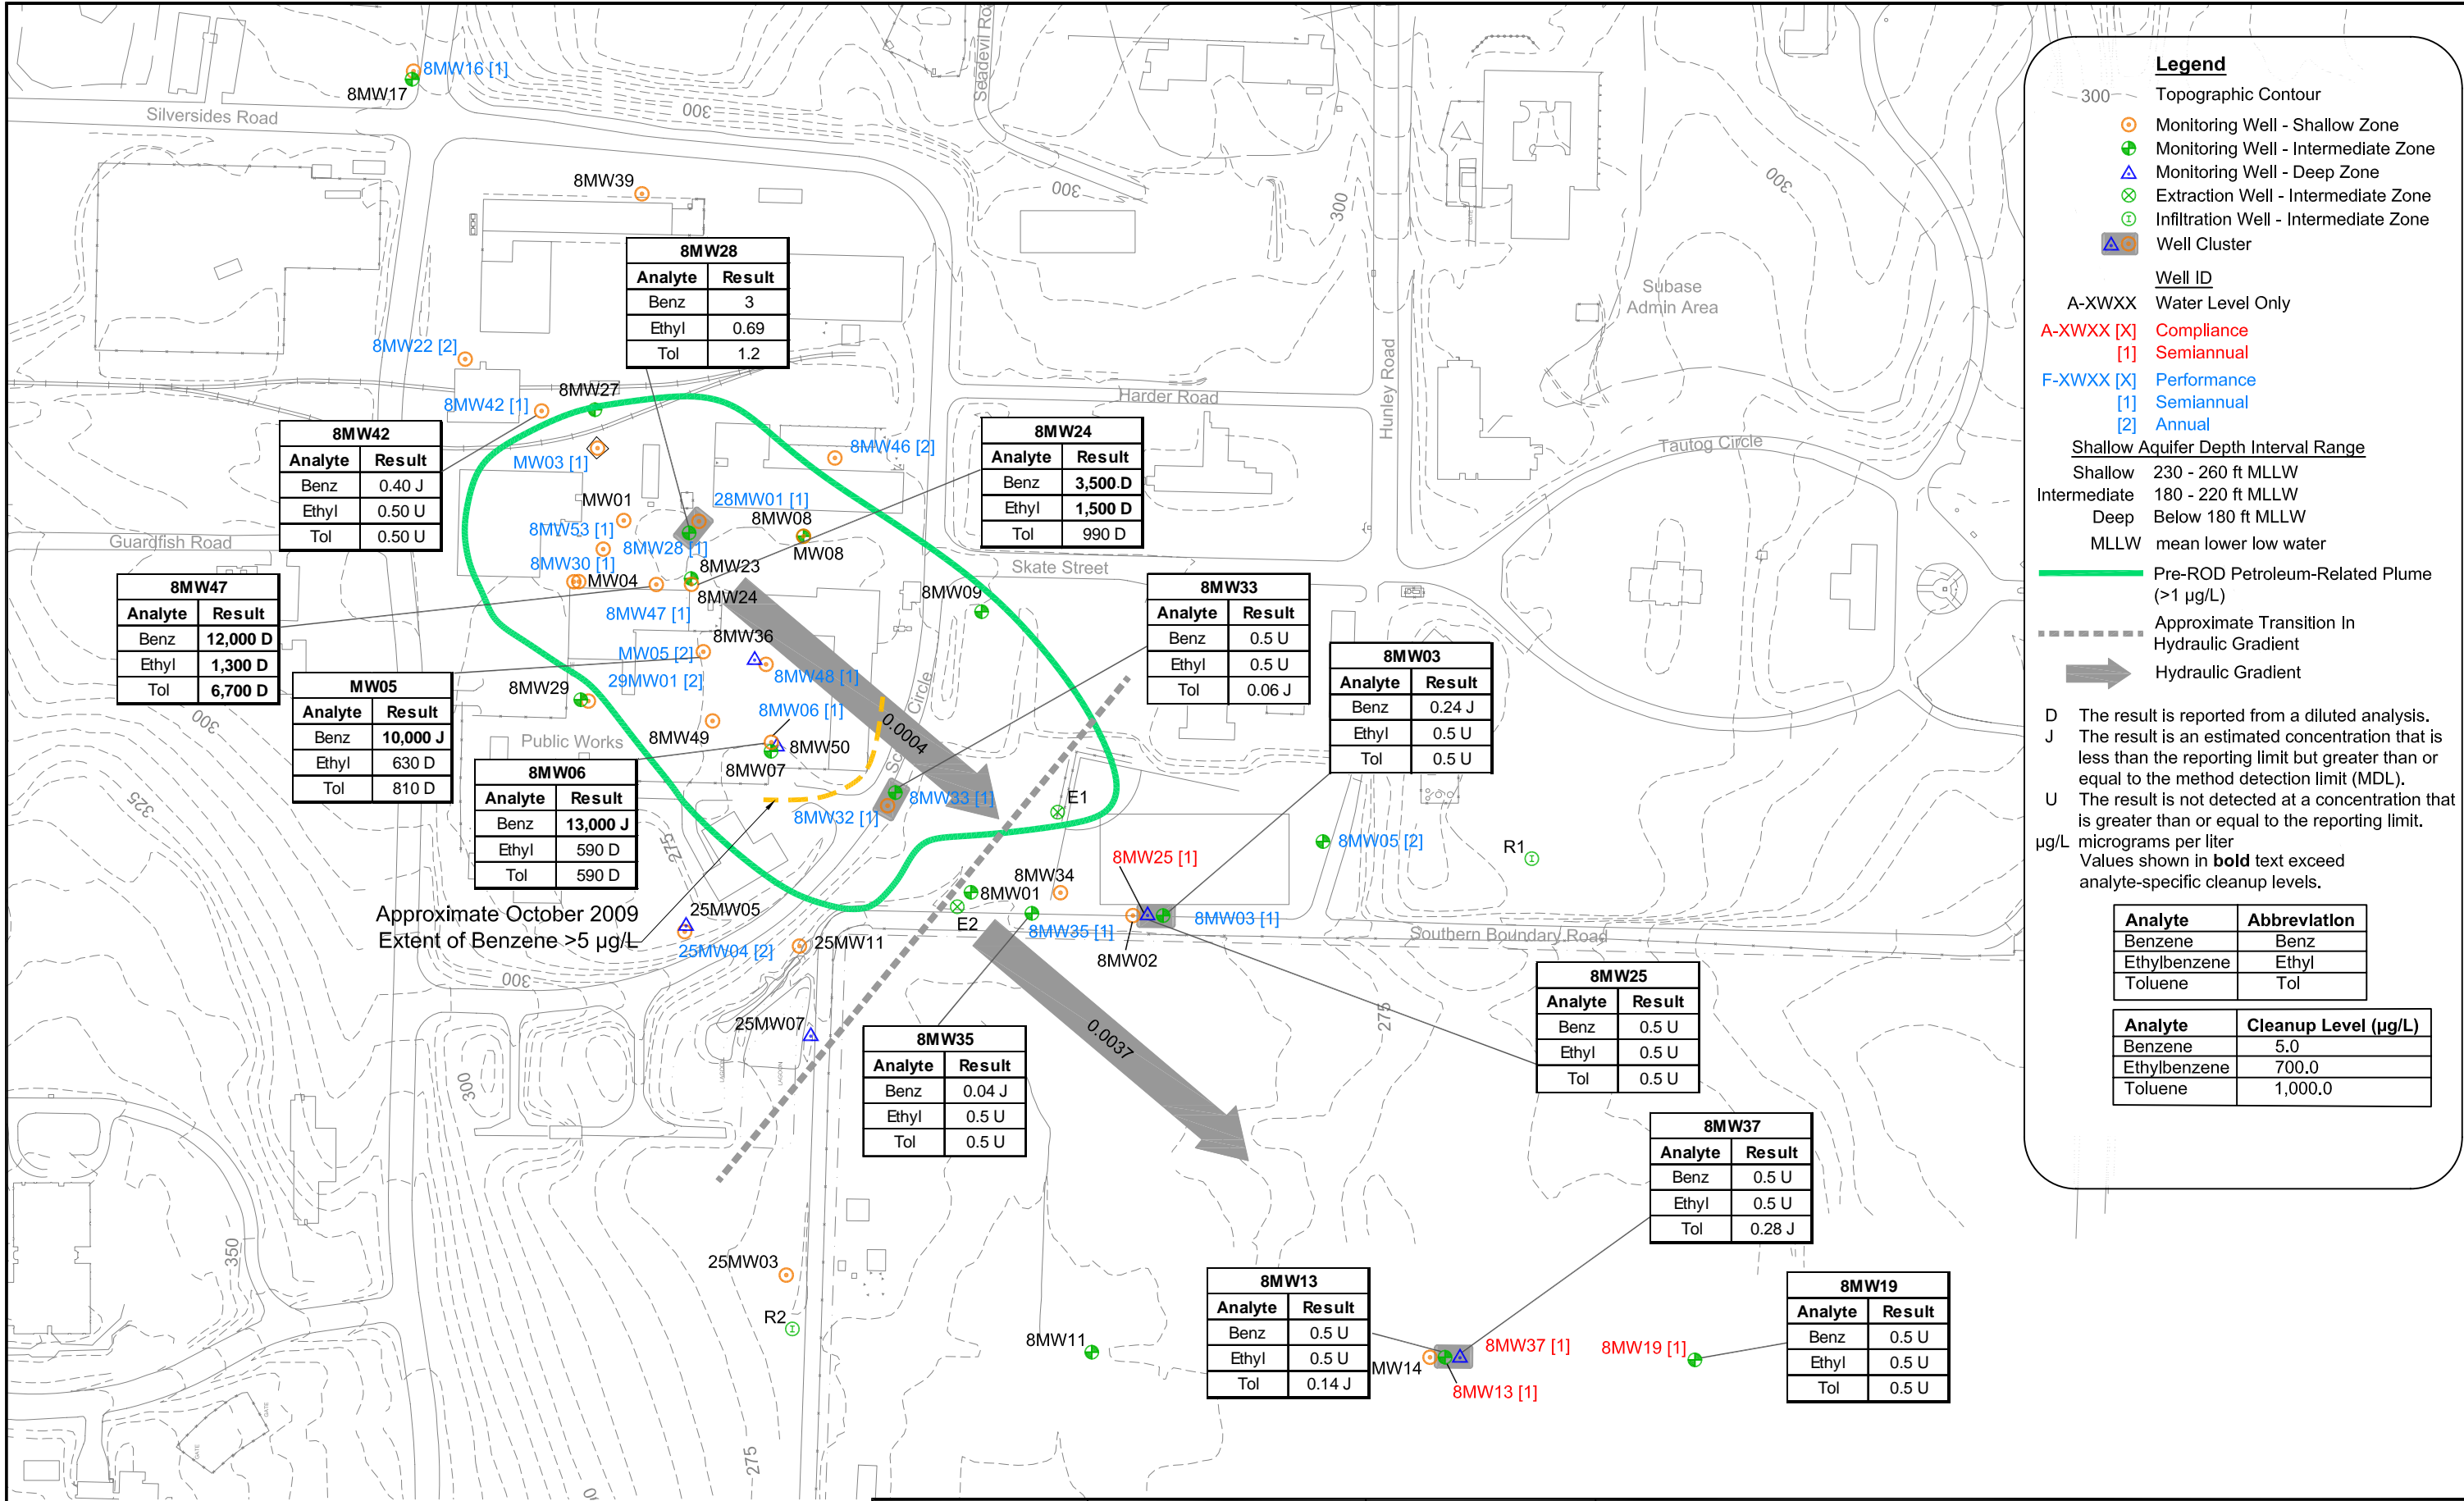 8MW16 [1]
8MW17
Silversides Road
300
Seadevil Ro
8MW39
300
300
300
Hunley Road
Subase
Admin Area
8MW28
Analyte Result
Benz 3
Ethyl 0.69
Tol 1.2
8MW22 [2]
8MW27
8MW42 [1]
Harder Road
Tautog Circle
8MW42
Analyte Result
Benz 0.40 J
Ethyl 0.50 U
Tol 0.50 U
MW03 [1]
8MW46 [2]
8MW24
Analyte Result
Benz 3,500 D
Ethyl 1,500 D
Tol 990 D
MW01
28MW01 [1]
8MW53 [1]
8MW08
MW08
8MW28 [1]
Guardfish Road
8MW30 [1]
MW04
8MW23
8MW24
Skate Street
8MW47 [1]
8MW09
8MW47
Analyte Result
Benz 12,000 D
Ethyl 1,300 D
Tol 6,700 D
8MW33
Analyte Result
Benz 0.5 U
Ethyl 0.5 U
Tol 0.06 J
8MW36
MW05 [2]
8MW48 [1]
29MW01 [2]
8MW29
8MW03
Analyte Result
Benz 0.24 J
Ethyl 0.5 U
Tol 0.5 U
MW05
Analyte Result
Benz 10,000 J
Ethyl 630 D
Tol 810 D
300
8MW06 [1]
8MW49
8MW50
Public Works
8MW07
Circle
0.0004
8MW06
Analyte Result
Benz 13,000 J
Ethyl 590 D
Tol 590 D
325
275
8MW33 [1]
8MW32 [1]
E1
8MW05 [2]
R1
8MW25 [1]
8MW34
8MW01
E2
8MW35 [1]
8MW03 [1]
8MW02
Southern Boundary Road
Approximate October 2009
Extent of Benzene >5 µg/L
25MW05
25MW11
25MW04 [2]
300
25MW07
LAGOON
LAGOON
300
275
0.0037
8MW25
Analyte Result
Benz 0.5 U
Ethyl 0.5 U
Tol 0.5 U
8MW35
Analyte Result
Benz 0.04 J
Ethyl 0.5 U
Tol 0.5 U
8MW37
Analyte Result
Benz 0.5 U
Ethyl 0.5 U
Tol 0.28 J
350
25MW03
R2
8MW11
8MW13
Analyte Result
Benz 0.5 U
Ethyl 0.5 U
Tol 0.14 J
MW14
8MW37 [1]
8MW13 [1]
8MW19 [1]
8MW19
Analyte Result
Benz 0.5 U
Ethyl 0.5 U
Tol 0.5 U
GATE
GATE
275
Legend
300 Topographic Contour
Monitoring Well - Shallow Zone
Monitoring Well - Intermediate Zone
Monitoring Well - Deep Zone
Extraction Well - Intermediate Zone
Infiltration Well - Intermediate Zone
Well Cluster
Well ID
A-XWXX Water Level Only
A-XWXX [X] Compliance
[1] Semiannual
F-XWXX [X] Performance
[1] Semiannual
[2] Annual
Shallow Aquifer Depth Interval Range
Shallow 230 - 260 ft MLLW
Intermediate 180 - 220 ft MLLW
Deep Below 180 ft MLLW
MLLW mean lower low water
Pre-ROD Petroleum-Related Plume
(>1 µg/L)
Approximate Transition In
Hydraulic Gradient
Hydraulic Gradient
D The result is reported from a diluted analysis.
J The result is an estimated concentration that is
less than the reporting limit but greater than or
equal to the method detection limit (MDL).
U The result is not detected at a concentration that
is greater than or equal to the reporting limit.
µg/L micrograms per liter
Values shown in bold text exceed
analyte-specific cleanup levels.
Analyte Abbreviation
Benzene Benz
Ethylbenzene Ethyl
Toluene Tol
Analyte Cleanup Level (µg/L)
Benzene 5.0
Ethylbenzene 700.0
Toluene 1,000.0